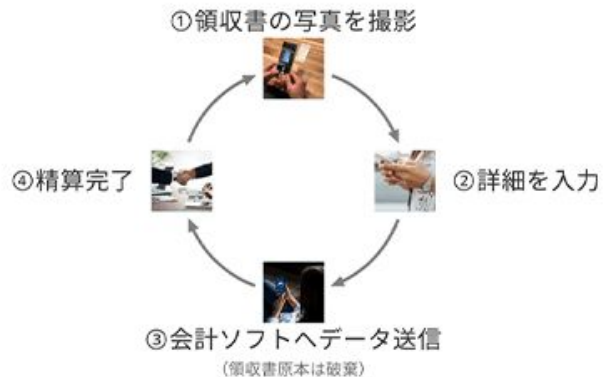 ①領収書の写真を撮影
②詳細を入力
③会計ソフトへデータ送信
(領収書原本は破棄)
④精算完了